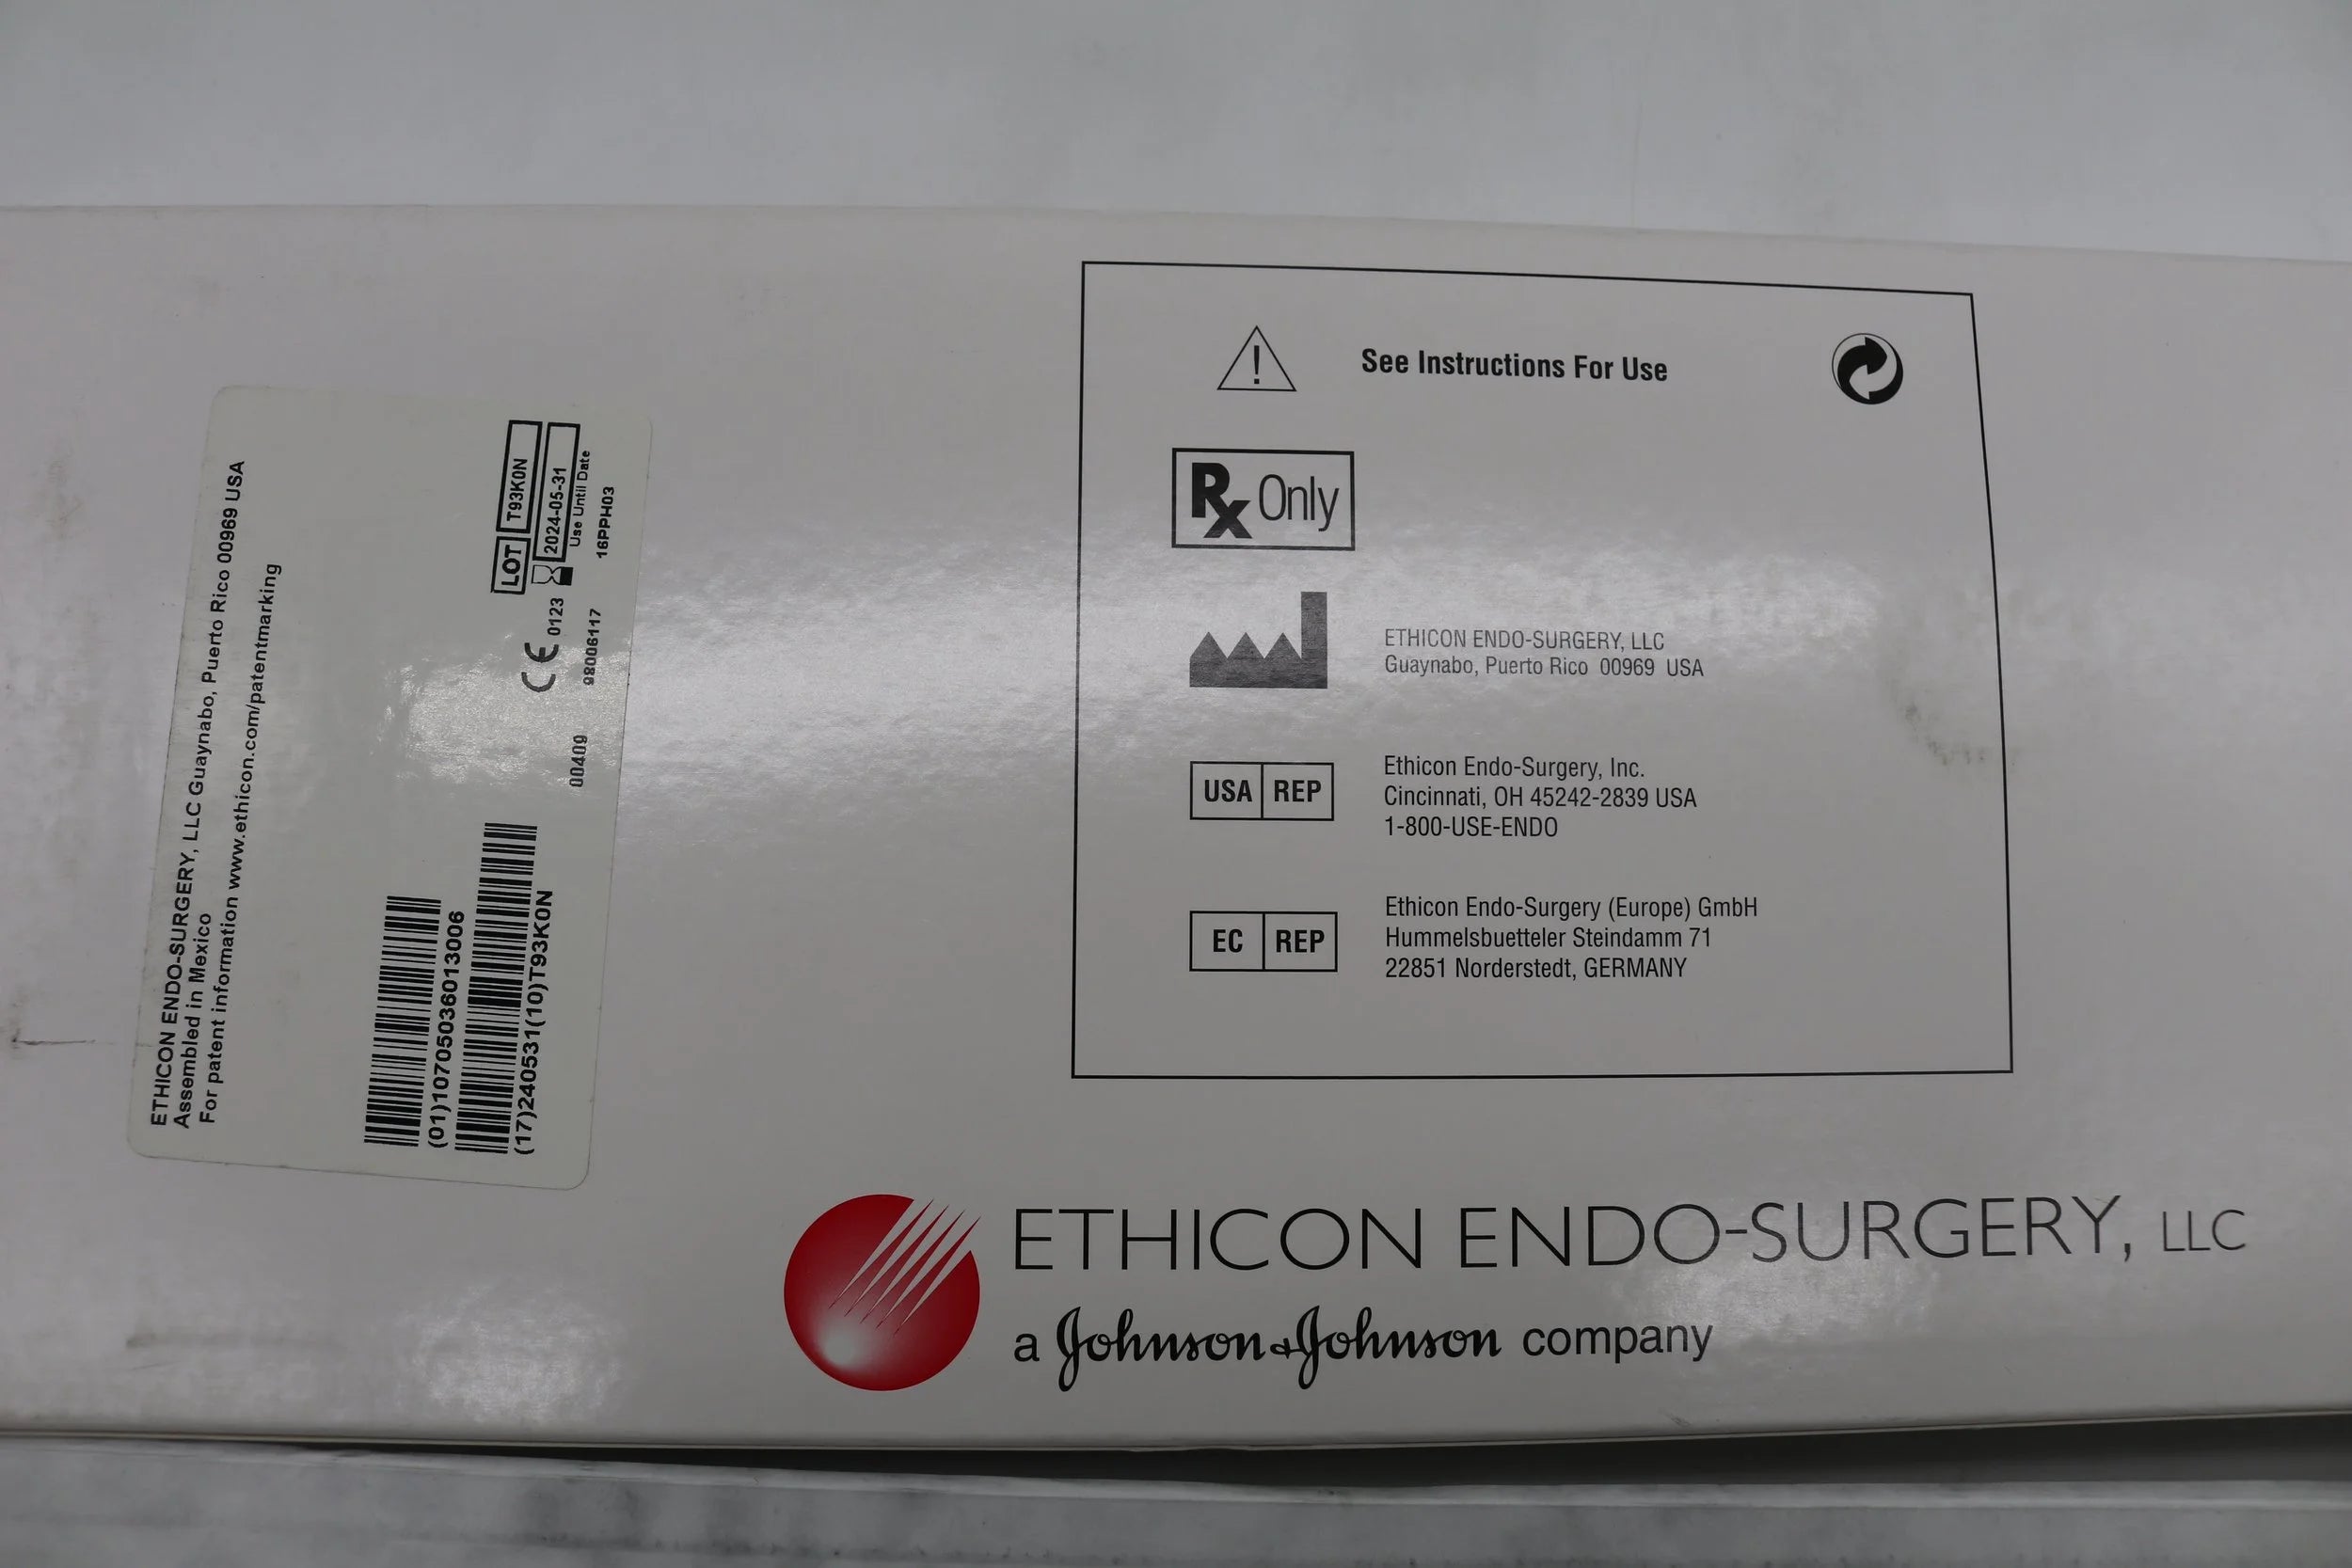 ETHICON ENDO-SURGERY, LLC Guaynabo, Puerto Rico 00969 USA
Assembled in Mexico
For patent information www.ethicon.com/patentmarking
(01)10705036013006
(17)240531(10)T93K0N
LOT T93K0N
2024-05-31
Use Until Date
CE 0123
00409 98006117 16PPH03
! See Instructions For Use
Rx Only
ETHICON ENDO-SURGERY, LLC
Guaynabo, Puerto Rico 00969 USA
USA REP
Ethicon Endo-Surgery, Inc.
Cincinnati, OH 45242-2839 USA
1-800-USE-ENDO
EC REP
Ethicon Endo-Surgery (Europe) GmbH
Hummelsbuetteler Steindamm 71
22851 Norderstedt, GERMANY
ETHICON ENDO-SURGERY, LLC
a Johnson & Johnson company